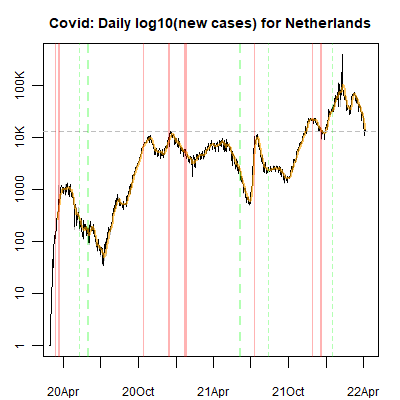 Covid: Daily log10(new cases) for Netherlands
100K
10K
1000
100
10
1
20Apr 20Oct 21Apr 21Oct 22Apr